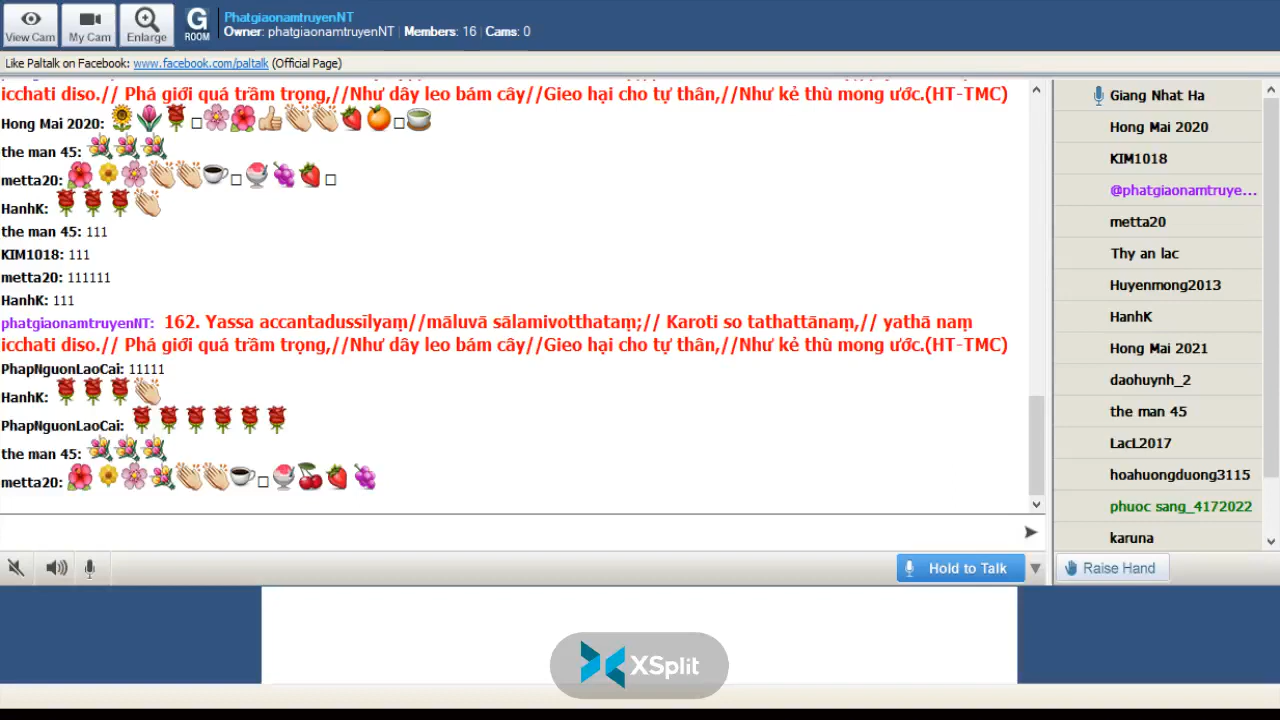 View Cam
My Cam
Enlarge
G
ROOM
PhatgiaonamtruyenNT
Owner: phatgiaonamtruyenNT Members: 16 Cams: 0
Like Paltalk on Facebook: www.facebook.com/paltalk (Official Page)
icchati diso.// Phá giới quá trầm trọng,//Như dây leo bám cây//Gieo hại cho tự thân,//Như kẻ thù mong ước.(HT-TMC)
Hong Mai 2020:
the man 45:
metta20:
HanhK:
the man 45: 111
KIM1018: 111
metta20: 111111
HanhK: 111
phatgiaonamtruyenNT: 162. Yassa accantadussīlyaṃ//māluvā sālamivotthataṃ;// Karoti so tathattānaṃ,// yathā naṃ
icchati diso.// Phá giới quá trầm trọng,//Như dây leo bám cây//Gieo hại cho tự thân,//Như kẻ thù mong ước.(HT-TMC)
PhapNguonLaoCai: 11111
HanhK:
PhapNguonLaoCai:
the man 45:
metta20:
Giang Nhat Ha
Hong Mai 2020
KIM1018
@phatgiaonamtruye...
metta20
Thy an lac
Huyenmong2013
HanhK
Hong Mai 2021
daohuynh_2
the man 45
LacL2017
hoahuongduong3115
phuoc sang_4172022
karuna
Hold to Talk
Raise Hand
XSplit